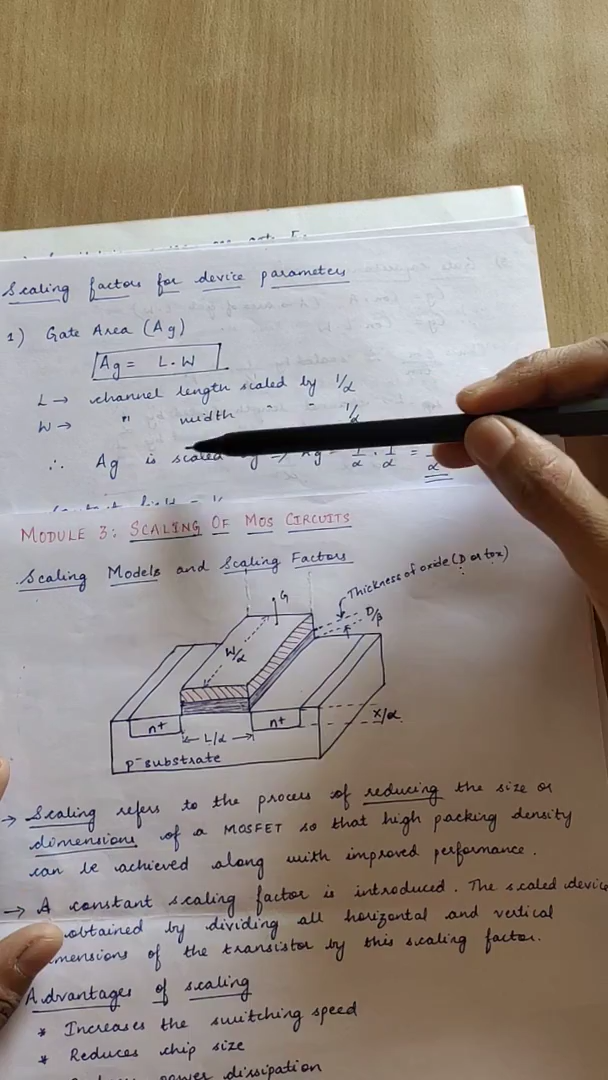 Scaling factors for device parameters
1) Gate Area (Ag)
Ag = L.W
L → channel length scaled by 1/α
W → " width " " 1/α
∴ Ag is scaled
MODULE 3: SCALING OF MOS CIRCUITS
Scaling Models and Scaling Factors
Thickness of oxide (D or tox)
G
D/β
W/α
n+
L/α
n+
X/α
p-substrate
→ Scaling refers to the process of reducing the size or
dimensions of a MOSFET so that high packing density
can be achieved along with improved performance.
→ A constant scaling factor is introduced. The scaled device
obtained by dividing all horizontal and vertical
of the transistor by this scaling factor.
Advantages of scaling
* Increases the switching speed
* Reduces chip size
power dissipation